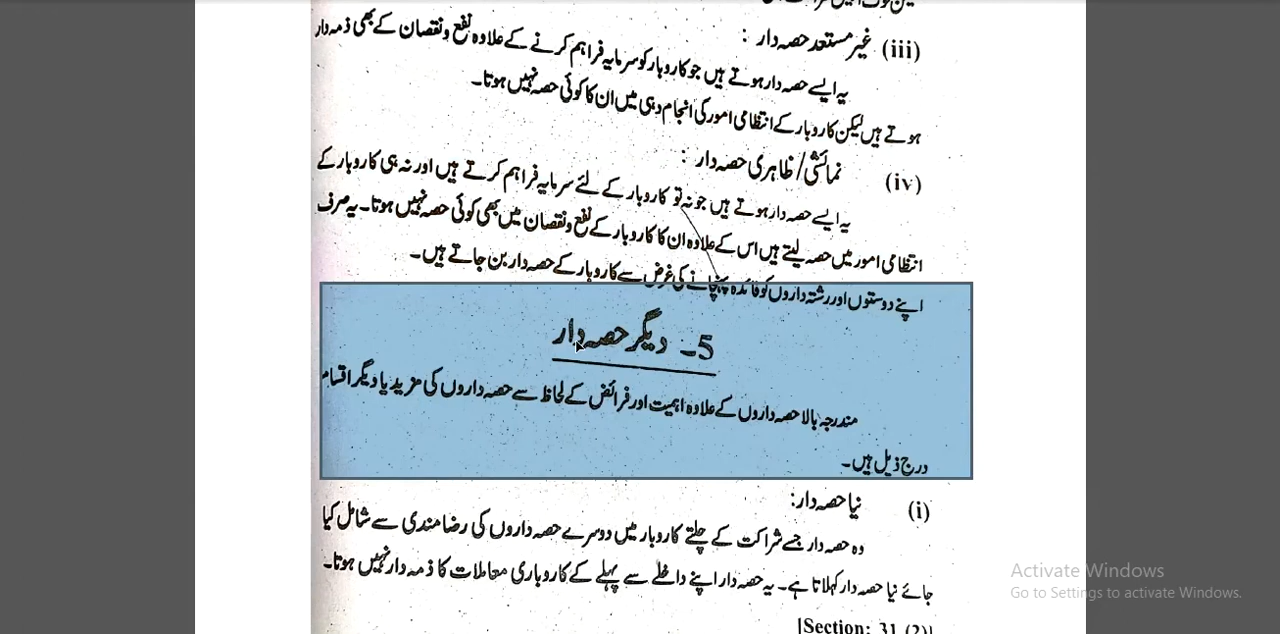 (iii) غیر مستعد حصہ دار :
یہ ایسے حصہ دار ہوتے ہیں جو کاروبار کو سرمایہ فراہم کرنے کے علاوہ نفع و نقصان کے بھی ذمہ دار
ہوتے ہیں لیکن کاروبار کے انتظامی امور کی انجام دہی میں ان کا کوئی حصہ نہیں ہوتا۔
(iv) نمائشی/ظاہری حصہ دار :
یہ ایسے حصہ دار ہوتے ہیں جو نہ تو کاروبار کے لئے سرمایہ فراہم کرتے ہیں اور نہ ہی کاروبار کے
انتظامی امور میں حصہ لیتے ہیں اس کے علاوہ ان کا کاروبار کے نفع و نقصان میں بھی کوئی حصہ نہیں ہوتا۔ یہ صرف
اپنے دوستوں اور رشتہ داروں کو فائدہ پہنچانے کی غرض سے کاروبار کے حصہ دار بن جاتے ہیں۔
5۔ دیگر حصہ دار
مندرجہ بالا حصہ داروں کے علاوہ اہمیت اور فرائض کے لحاظ سے حصہ داروں کی مزید یا دیگر اقسام
درج ذیل ہیں۔
(i) نیا حصہ دار:
وہ حصہ دار جسے شراکت کے چلتے کاروبار میں دوسرے حصہ داروں کی رضا مندی سے شامل کیا
جائے نیا حصہ دار کہلاتا ہے۔ یہ حصہ دار اپنے داخلے سے پہلے کے کاروباری معاملات کا ذمہ دار نہیں ہوتا۔
[Section: 31 (2)]
Activate Windows
Go to Settings to activate Windows.